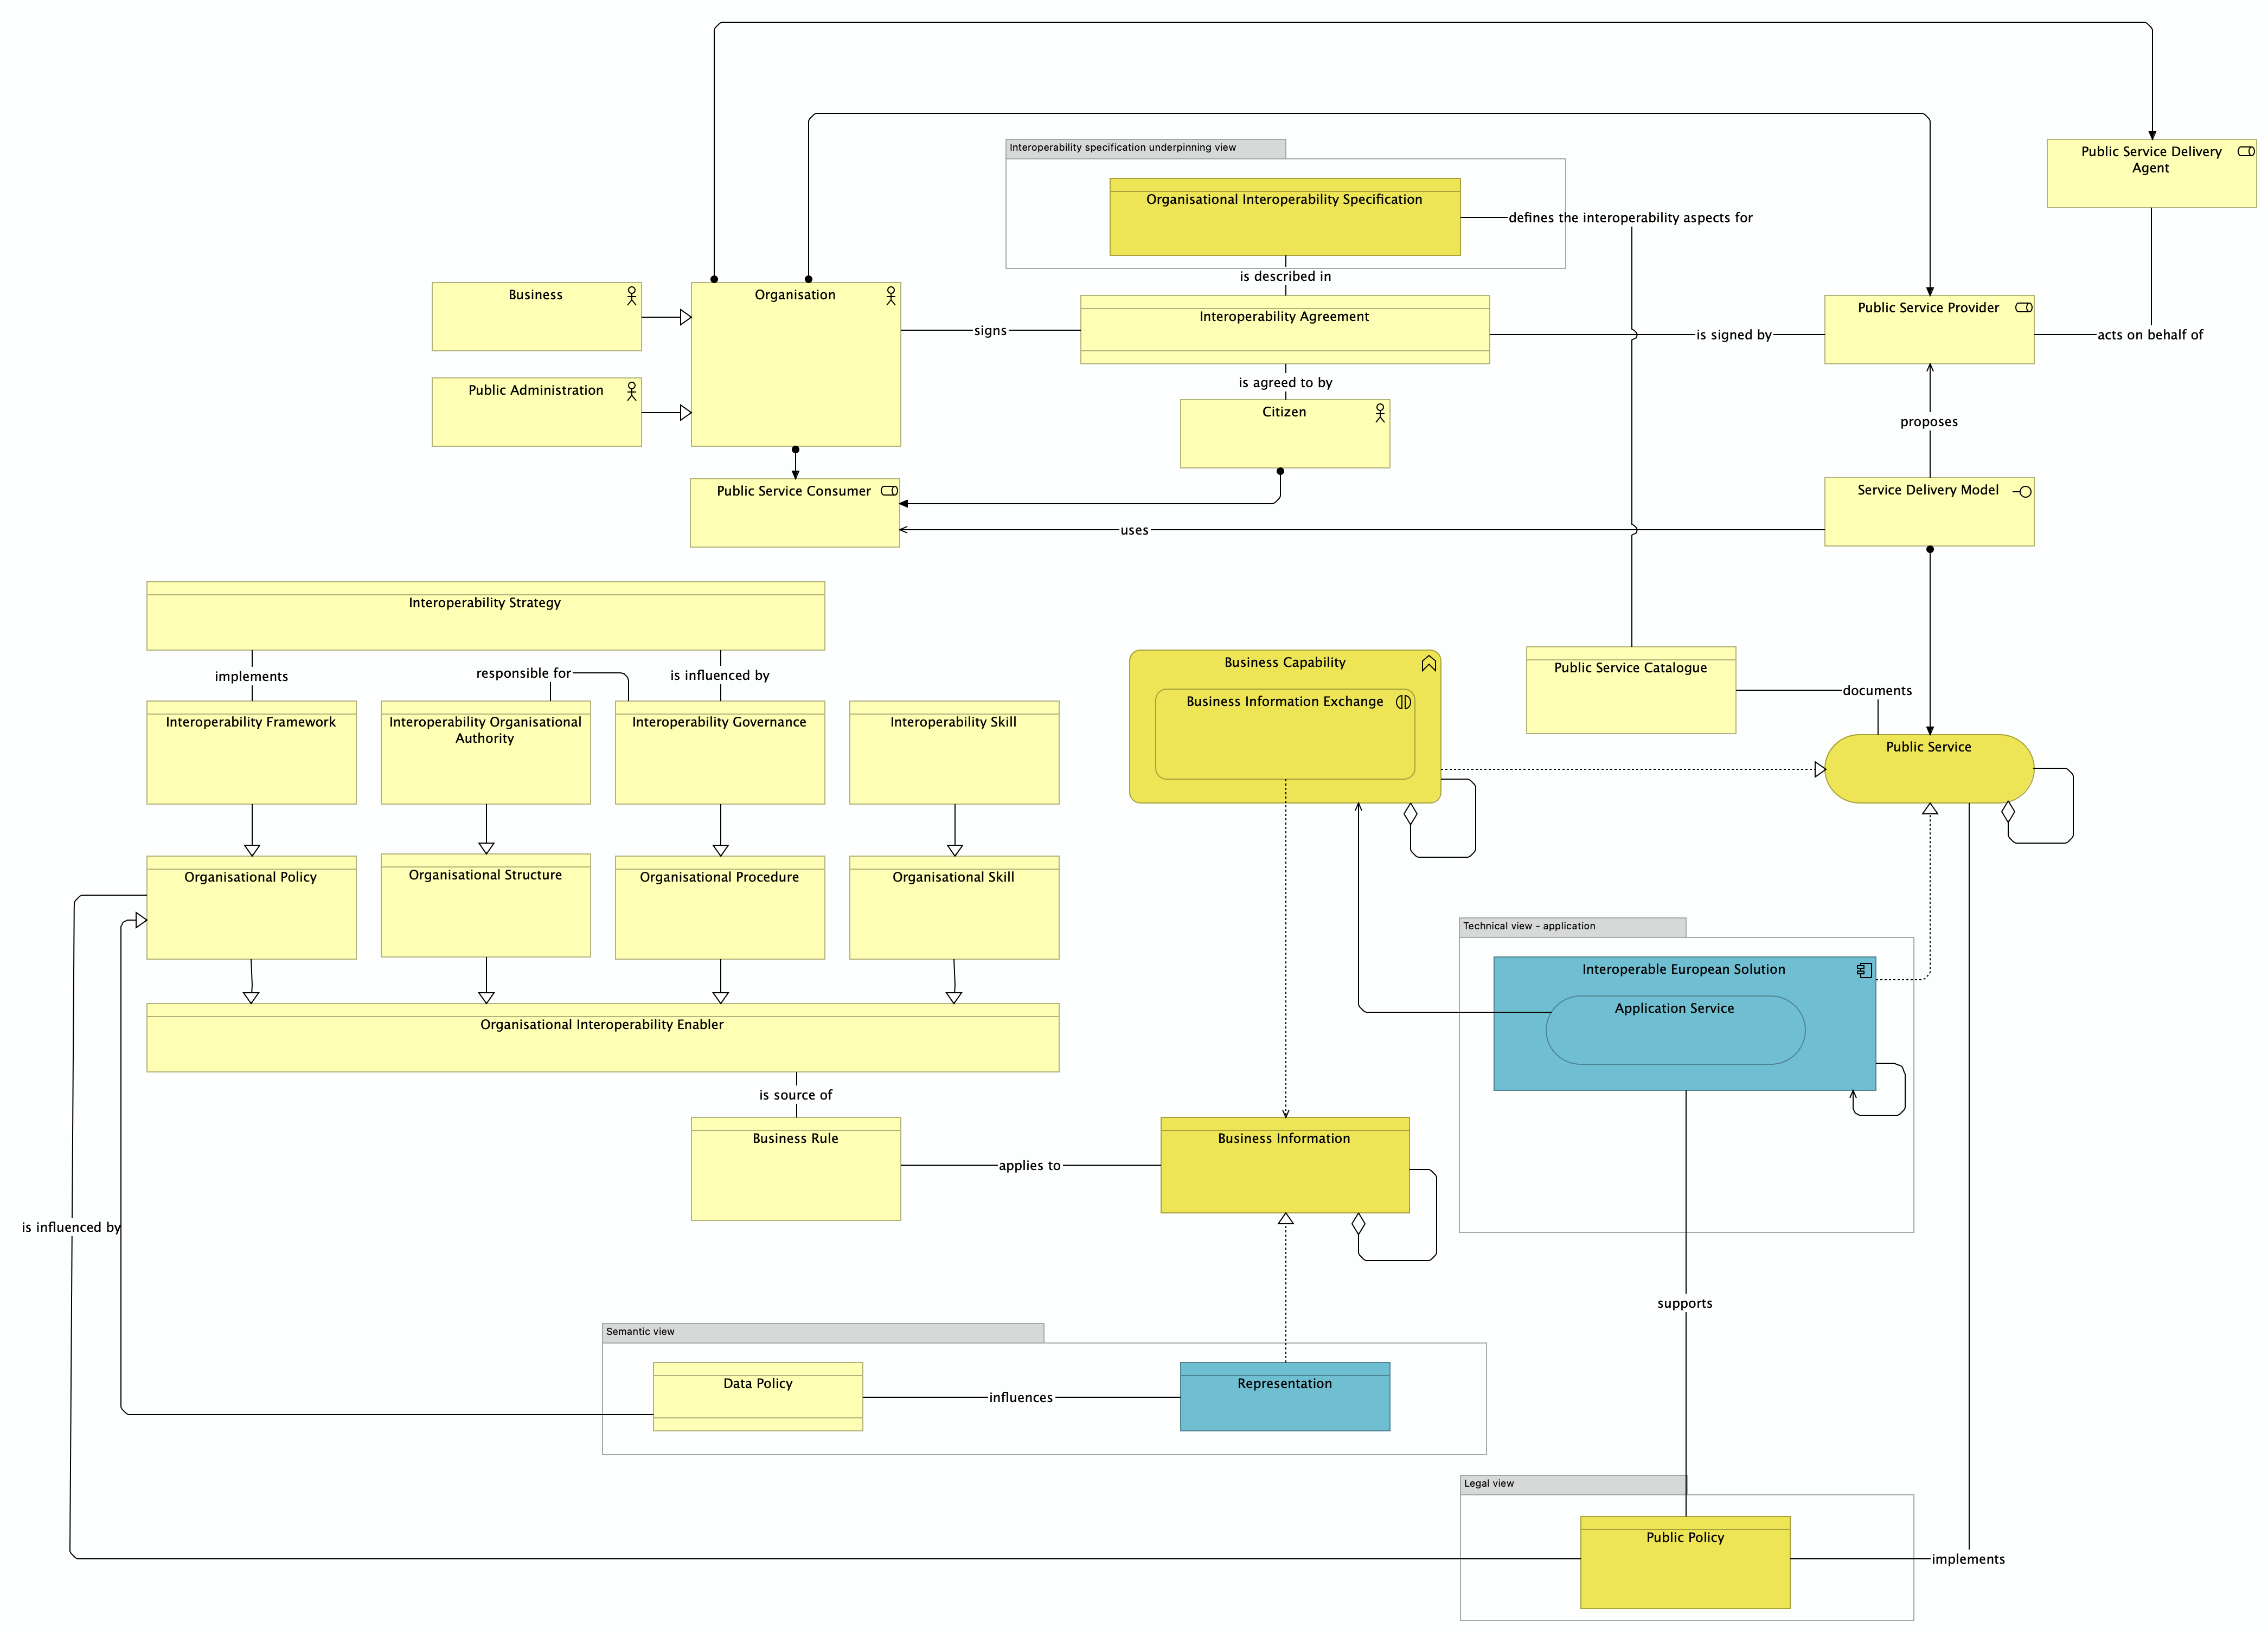 Interoperability specification underpinning view
Public Service Delivery
Agent
Organisational Interoperability Specification
defines the interoperability aspects for
is described in
Business
Organisation
Interoperability Agreement
Public Service Provider
signs
is signed by
acts on behalf of
is agreed to by
Public Administration
Citizen
proposes
Public Service Consumer
Service Delivery Model
uses
Interoperability Strategy
implements
responsible for
is influenced by
Business Capability
Public Service Catalogue
documents
Business Information Exchange
Interoperability Framework
Interoperability Organisational
Authority
Interoperability Governance
Interoperability Skill
Public Service
Organisational Policy
Organisational Structure
Organisational Procedure
Organisational Skill
Technical view - application
Interoperable European Solution
Application Service
Organisational Interoperability Enabler
is source of
Business Rule
applies to
Business Information
is influenced by
supports
Semantic view
Data Policy
influences
Representation
Legal view
Public Policy
implements